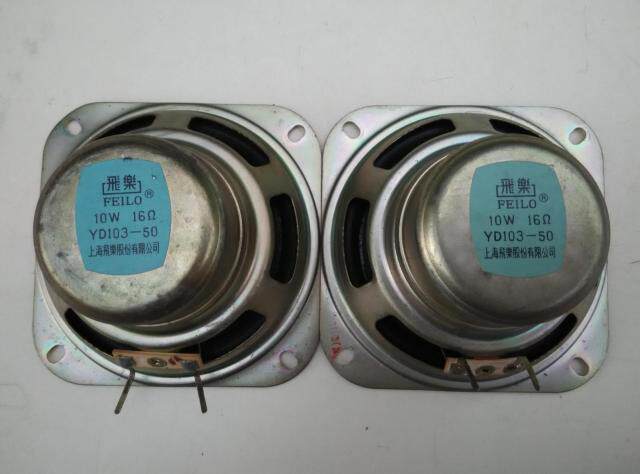 飛樂
FEILO®
10W 16Ω
YD103-50
上海飛樂股份有限公司
飛樂
FEILO®
10W 16Ω
YD103-50
上海飛樂股份有限公司